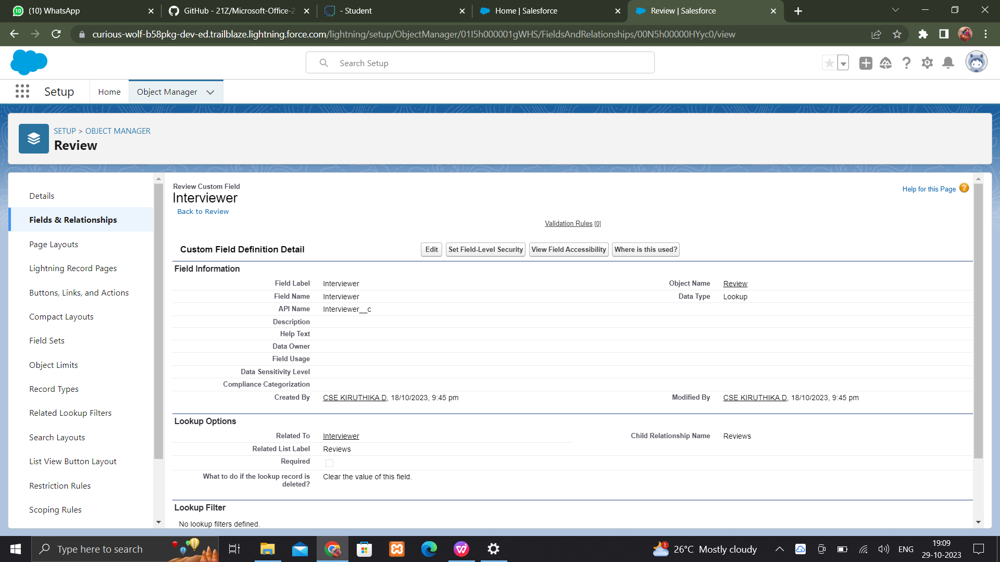 (10) WhatsApp
GitHub - 21Z/Microsoft-Office-2
- Student
Home | Salesforce
Review | Salesforce
curious-wolf-b58pkg-dev-ed.trailblaze.lightning.force.com/lightning/setup/ObjectManager/01I5h000001gWHS/FieldsAndRelationships/00N5h00000HYyc0/view
Search Setup
Setup
Home
Object Manager
SETUP > OBJECT MANAGER
Review
Details
Fields & Relationships
Page Layouts
Lightning Record Pages
Buttons, Links, and Actions
Compact Layouts
Field Sets
Object Limits
Record Types
Related Lookup Filters
Search Layouts
List View Button Layout
Restriction Rules
Scoping Rules
Review Custom Field
Interviewer
Back to Review
Help for this Page
Validation Rules [0]
Custom Field Definition Detail
Edit
Set Field-Level Security
View Field Accessibility
Where is this used?
Field Information
Field Label Interviewer
Object Name Review
Field Name Interviewer
Data Type Lookup
API Name Interviewer__c
Description
Help Text
Data Owner
Field Usage
Data Sensitivity Level
Compliance Categorization
Created By CSE KIRUTHIKA D, 18/10/2023, 9:45 pm
Modified By CSE KIRUTHIKA D, 18/10/2023, 9:45 pm
Lookup Options
Related To Interviewer
Child Relationship Name Reviews
Related List Label Reviews
Required
What to do if the lookup record is
deleted?
Clear the value of this field.
Lookup Filter
No lookup filters defined.
Type here to search
1
26°C Mostly cloudy
ENG
19:09
29-10-2023